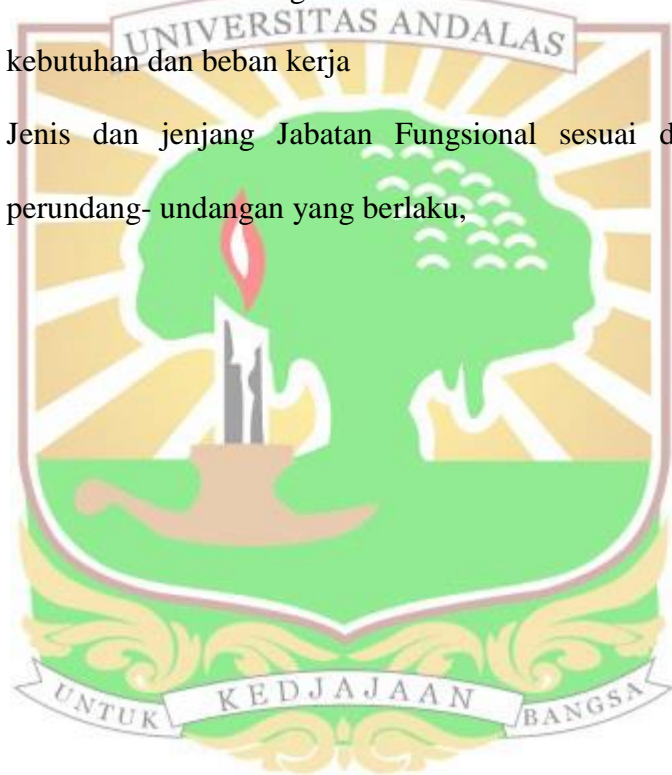 UNIVERSITAS ANDALAS
kebutuhan dan beban kerja
Jenis dan jenjang Jabatan Fungsional sesuai d
perundang- undangan yang berlaku,
UNTUK KEDJAJAAN BANGSA